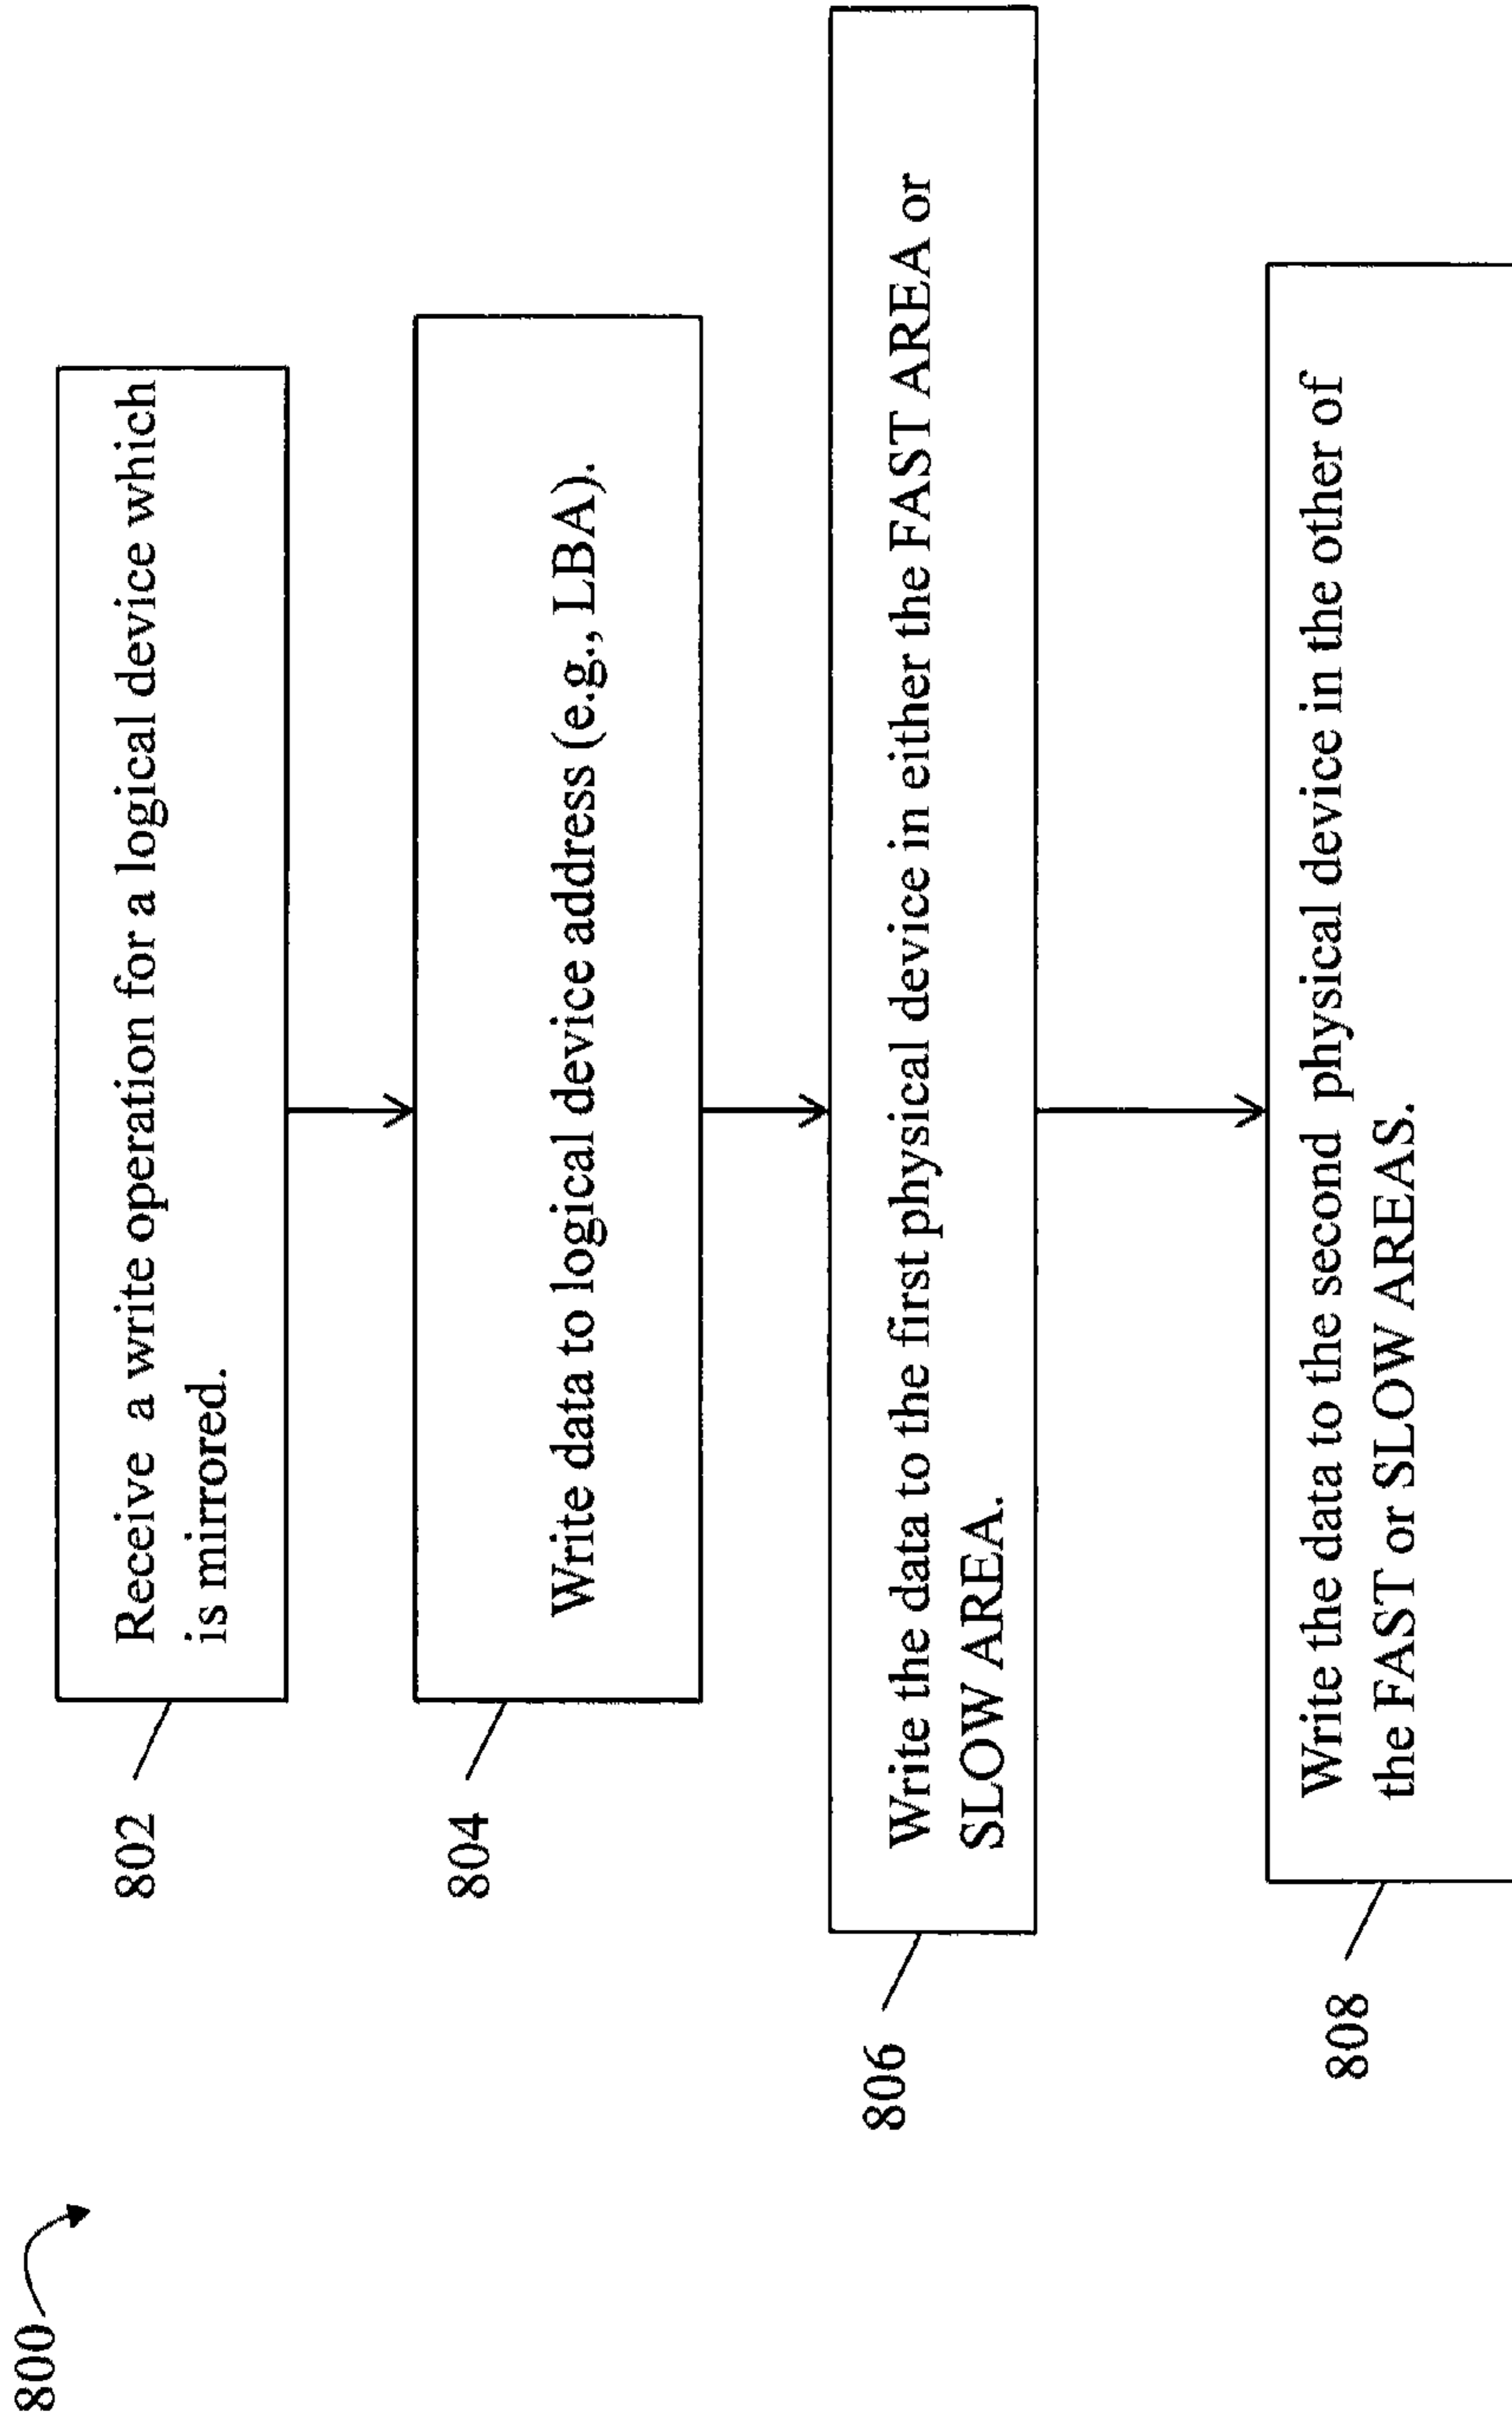 800
802
Receive a write operation for a logical device which
is mirrored.
804
Write data to logical device address (e.g., LBA).
806
Write the data to the first physical device in either the FAST AREA or
SLOW AREA.
808
Write the data to the second physical device in the other of
the FAST or SLOW AREAS.